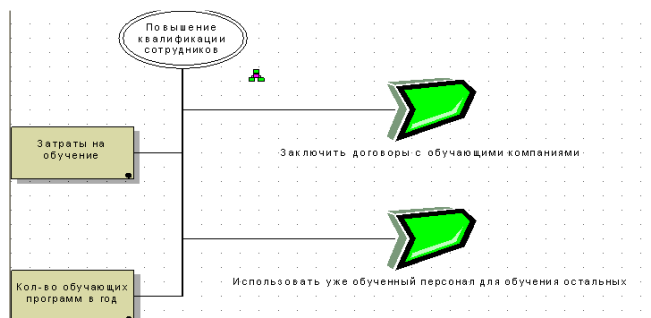 Повышение
квалификации
сотрудников
Затраты на
обучение
Заключить договоры с обучающими компаниями
Кол-во обучающих
программ в год
Использовать уже обученный персонал для обучения остальных